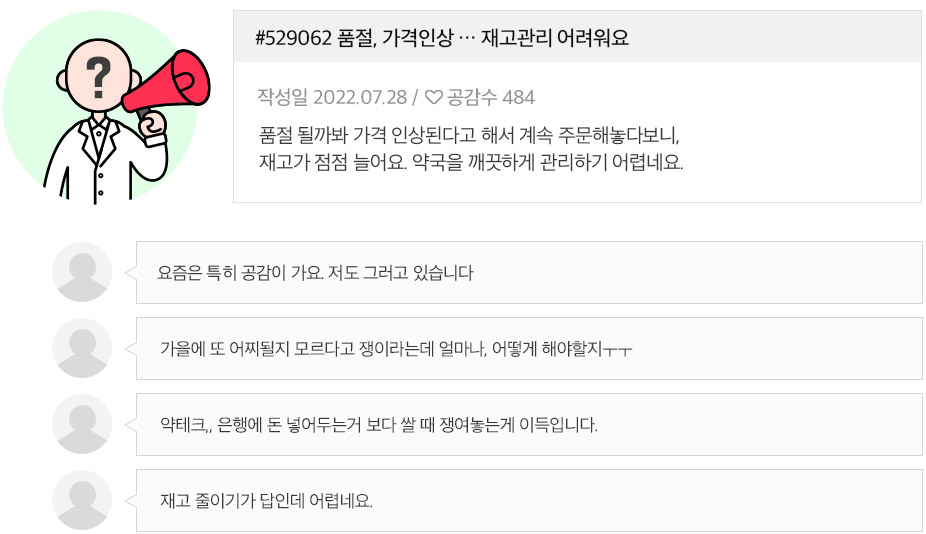 ?
#529062 품절, 가격인상 … 재고관리 어려워요
작성일 2022.07.28 / ♡ 공감수 484
품절 될까봐 가격 인상된다고 해서 계속 주문해놓다보니,
재고가 점점 늘어요. 약국을 깨끗하게 관리하기 어렵네요.
요즘은 특히 공감이 가요. 저도 그러고 있습니다
가을에 또 어찌될지 모르다고 쟁이라는데 얼마나, 어떻게 해야할지ㅜㅜ
약테크,, 은행에 돈 넣어두는거 보다 쌀 때 쟁여놓는게 이득입니다.
재고 줄이기가 답인데 어렵네요.